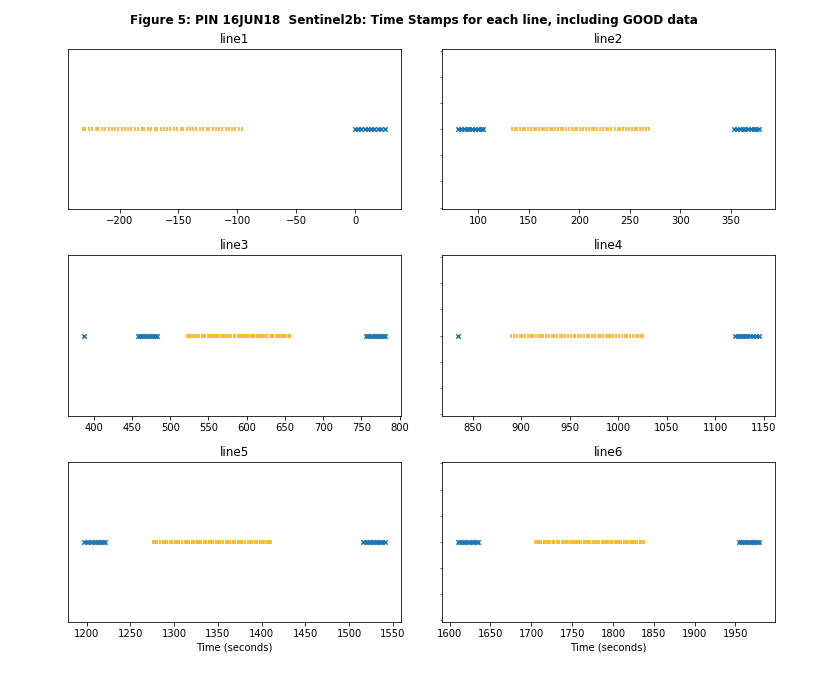 Figure 5: PIN 16JUN18  Sentinel2b: Time Stamps for each line, including GOOD data
line1
−200 −150 −100 −50 0
line2
100 150 200 250 300 350
line3
400 450 500 550 600 650 700 750 800
line4
850 900 950 1000 1050 1100 1150
line5
1200 1250 1300 1350 1400 1450 1500 1550
Time (seconds)
line6
1600 1650 1700 1750 1800 1850 1900 1950
Time (seconds)